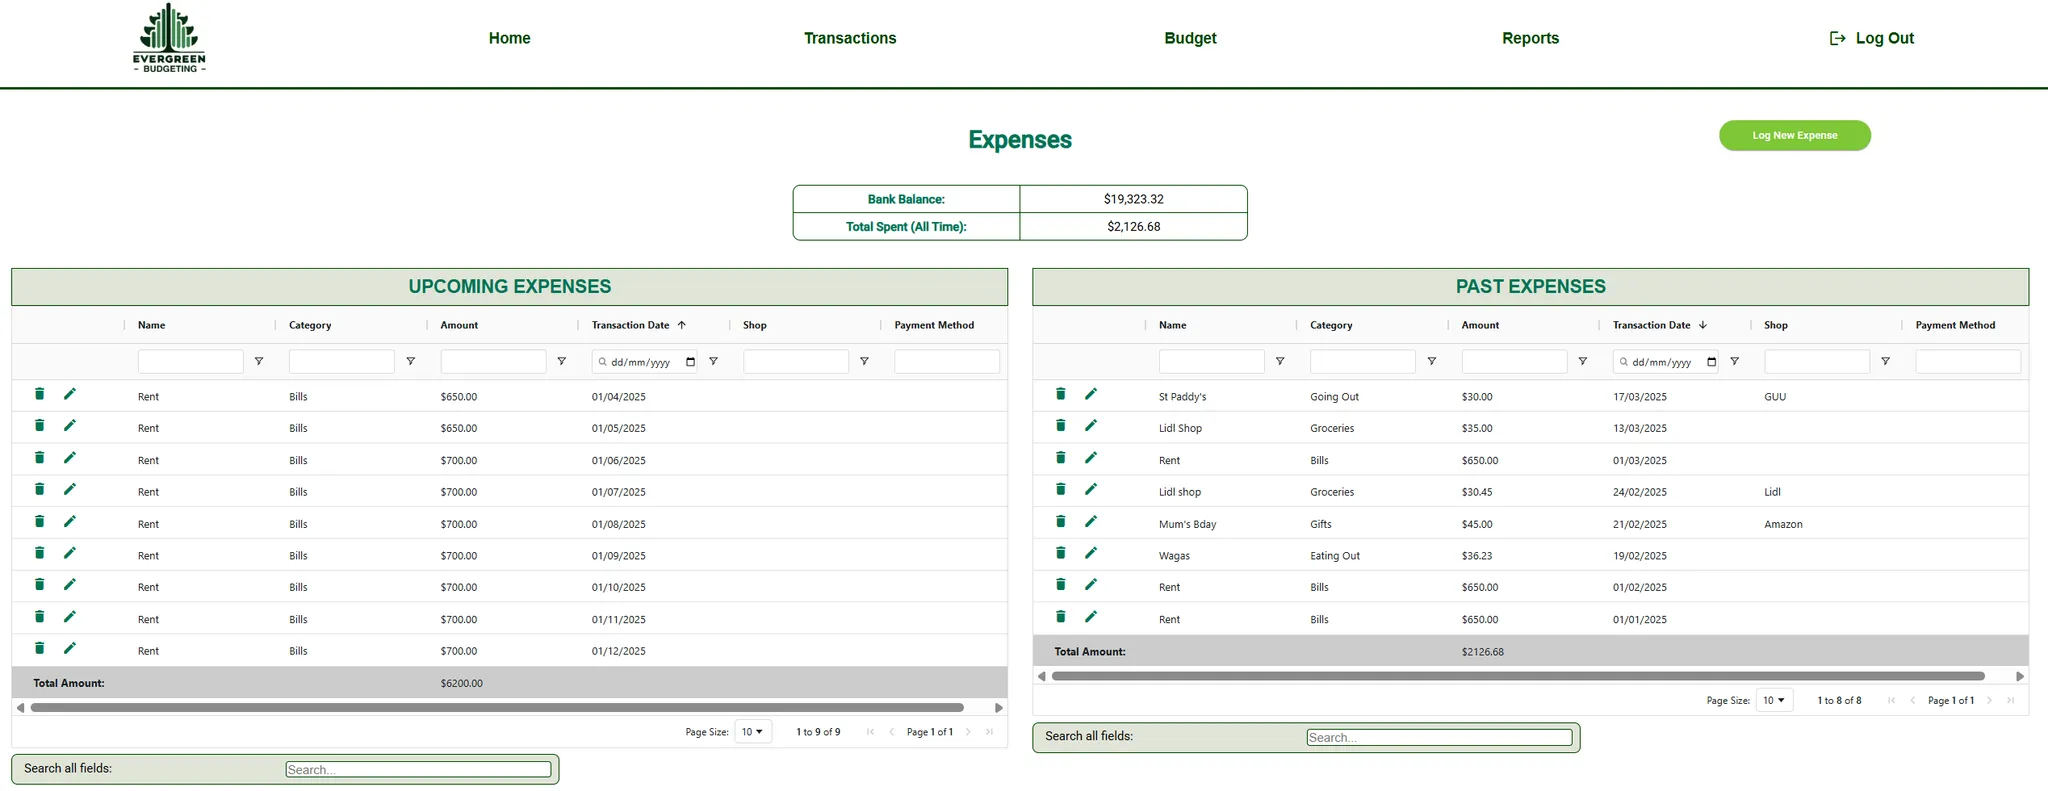 EVERGREEN
- BUDGETING -
Home Transactions Budget Reports Log Out
Expenses
Log New Expense
Bank Balance: $19,323.32
Total Spent (All Time): $2,126.68
UPCOMING EXPENSES
Name Category Amount Transaction Date Shop Payment Method
dd/mm/yyyy
Rent Bills $650.00 01/04/2025
Rent Bills $650.00 01/05/2025
Rent Bills $700.00 01/06/2025
Rent Bills $700.00 01/07/2025
Rent Bills $700.00 01/08/2025
Rent Bills $700.00 01/09/2025
Rent Bills $700.00 01/10/2025
Rent Bills $700.00 01/11/2025
Rent Bills $700.00 01/12/2025
Total Amount: $6200.00
Page Size: 10 1 to 9 of 9 Page 1 of 1
Search all fields: Search...
PAST EXPENSES
Name Category Amount Transaction Date Shop Payment Method
dd/mm/yyyy
St Paddy's Going Out $30.00 17/03/2025 GUU
Lidl Shop Groceries $35.00 13/03/2025
Rent Bills $650.00 01/03/2025
Lidl shop Groceries $30.45 24/02/2025 Lidl
Mum's Bday Gifts $45.00 21/02/2025 Amazon
Wagas Eating Out $36.23 19/02/2025
Rent Bills $650.00 01/02/2025
Rent Bills $650.00 01/01/2025
Total Amount: $2126.68
Page Size: 10 1 to 8 of 8 Page 1 of 1
Search all fields: Search...